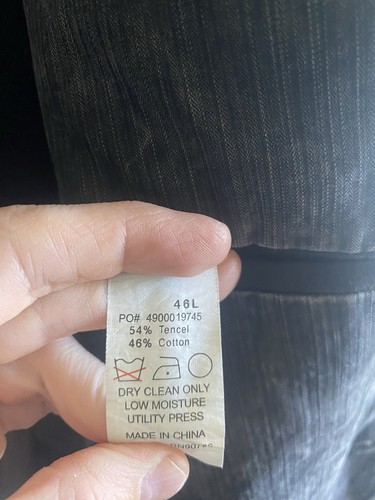 46L
PO# 4900019745
54% Tencel
46% Cotton
DRY CLEAN ONLY
LOW MOISTURE
UTILITY PRESS
MADE IN CHINA